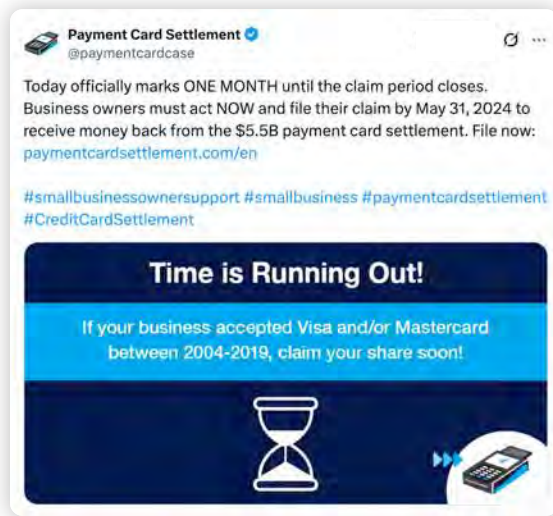 Payment Card Settlement
@paymentcardcase
Today officially marks ONE MONTH until the claim period closes.
Business owners must act NOW and file their claim by May 31, 2024 to
receive money back from the $5.5B payment card settlement. File now:
paymentcardsettlement.com/en
#smallbusinessownersupport #smallbusiness #paymentcardsettlement
#CreditCardSettlement
Time is Running Out!
If your business accepted Visa and/or Mastercard
between 2004-2019, claim your share soon!